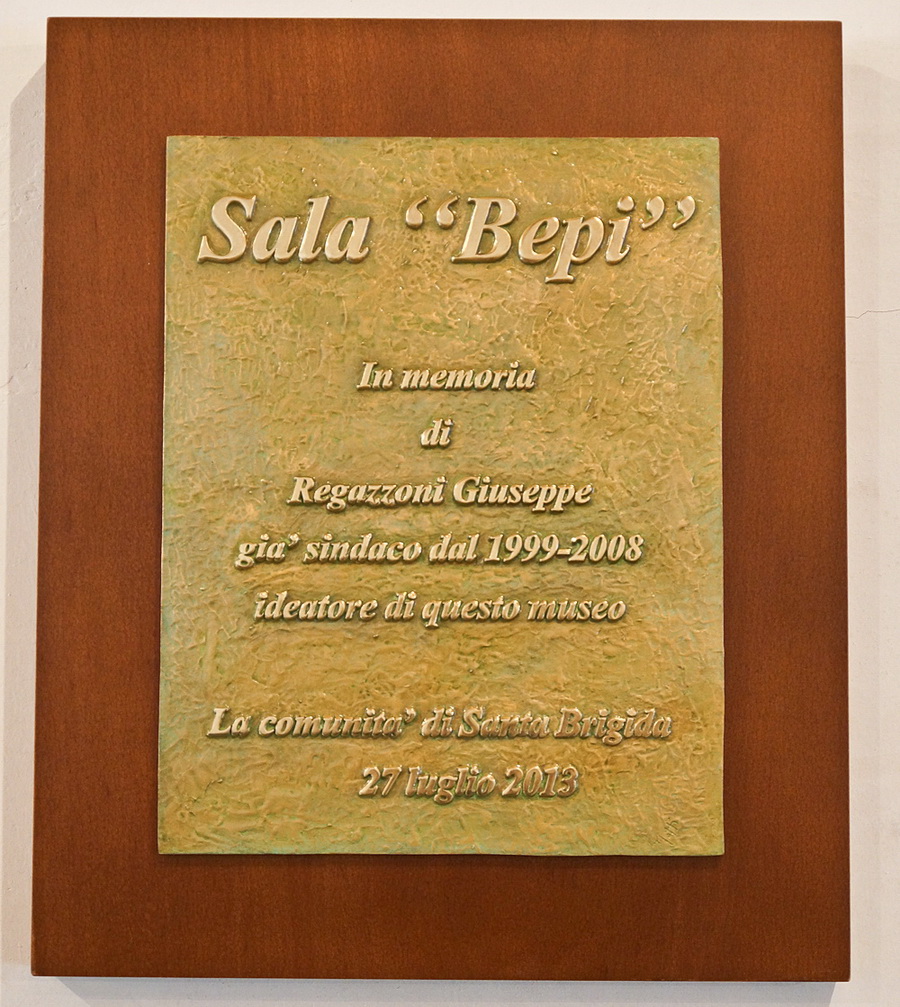 Sala “Bepi”
In memoria
di
Regazzoni Giuseppe
gia’ sindaco dal 1999-2008
ideatore di questo museo
La comunita’ di Santa Brigida
27 luglio 2013